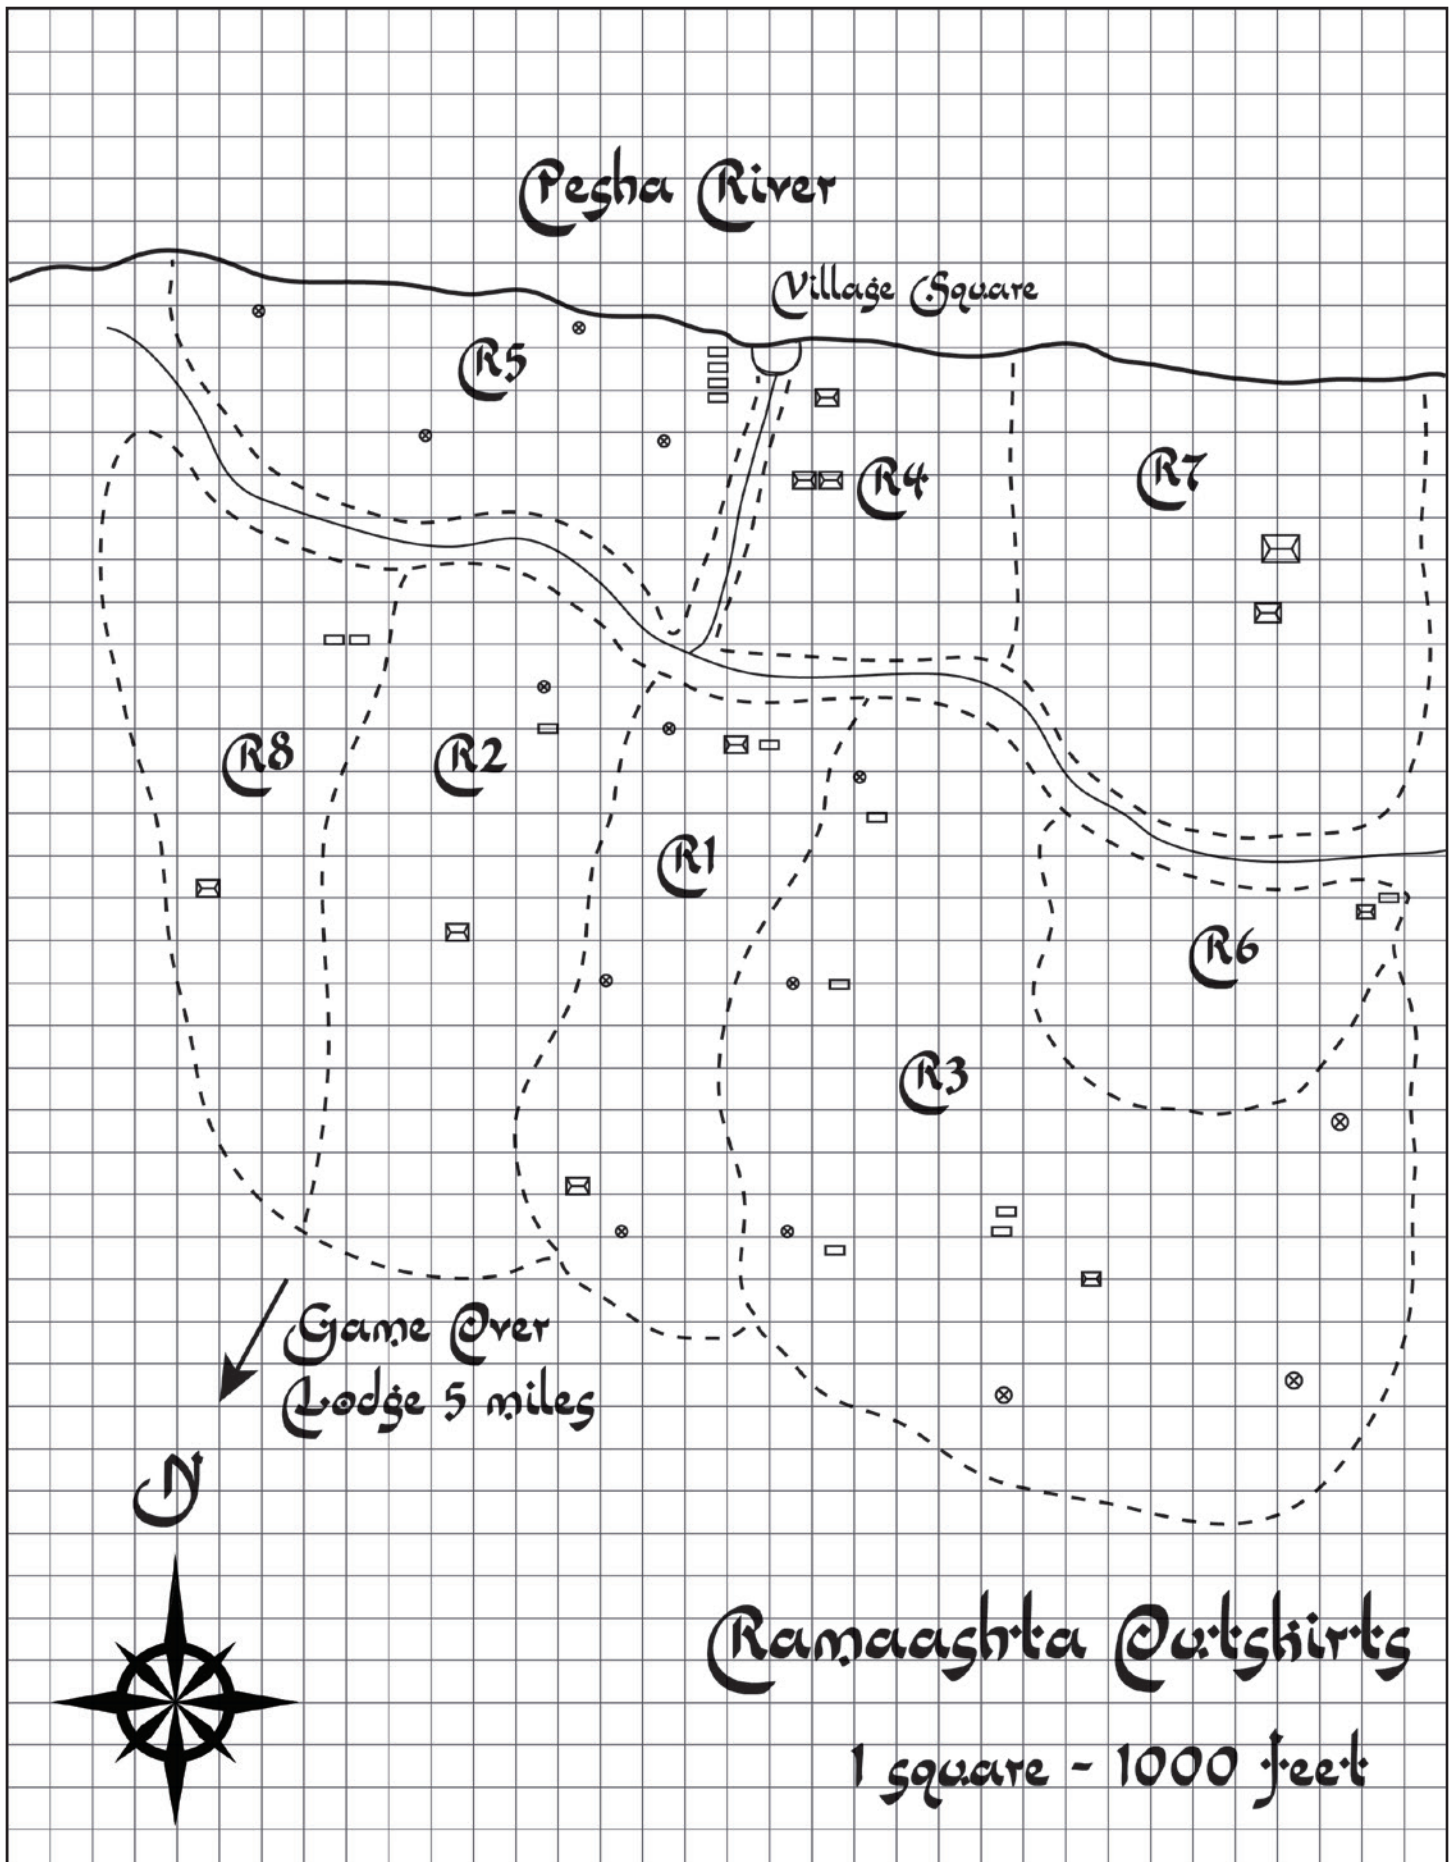 Pesha River
Village Square
R5
R4
R7
R8
R2
R1
R6
R3
Game Over
Lodge 5 miles
N
Ramaashta Outskirts
1 square - 1000 feet